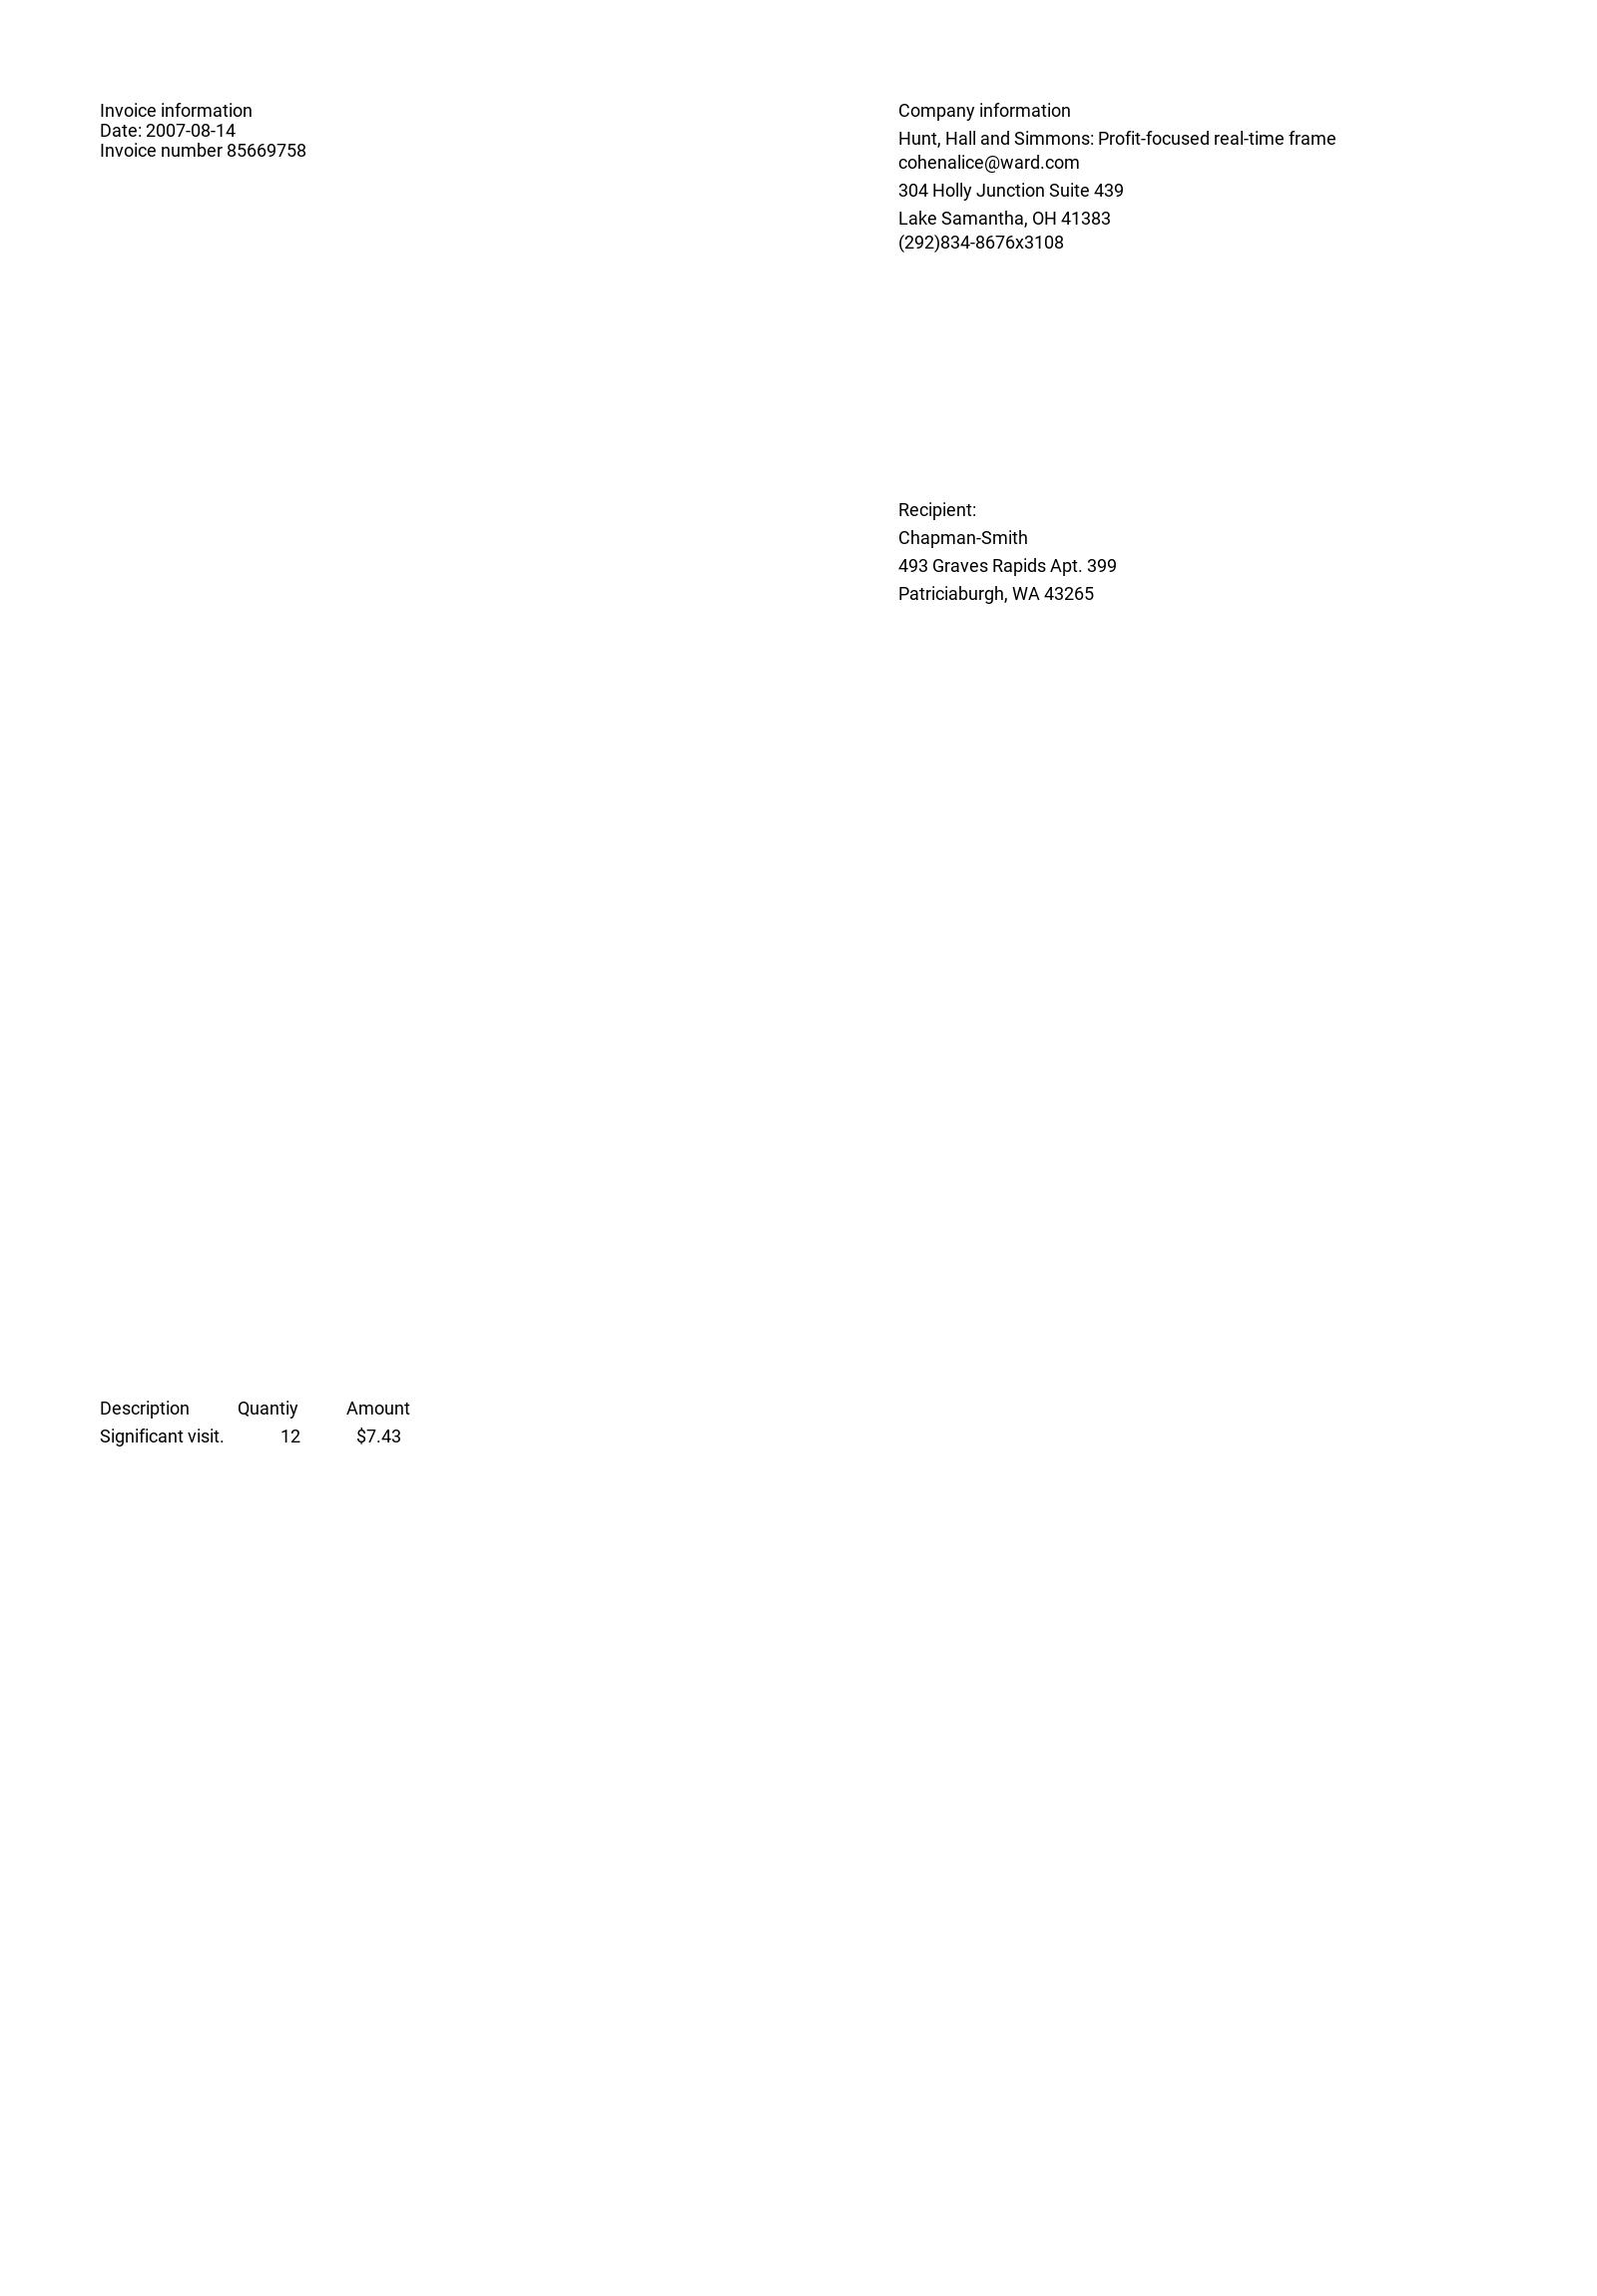 Invoice information
Date: 2007-08-14
Invoice number 85669758
Company information
Hunt, Hall and Simmons: Profit-focused real-time frame
cohenalice@ward.com
304 Holly Junction Suite 439
Lake Samantha, OH 41383
(292)834-8676x3108
Recipient:
Chapman-Smith
493 Graves Rapids Apt. 399
Patriciaburgh, WA 43265
Description Quantiy Amount
Significant visit. 12 $7.43